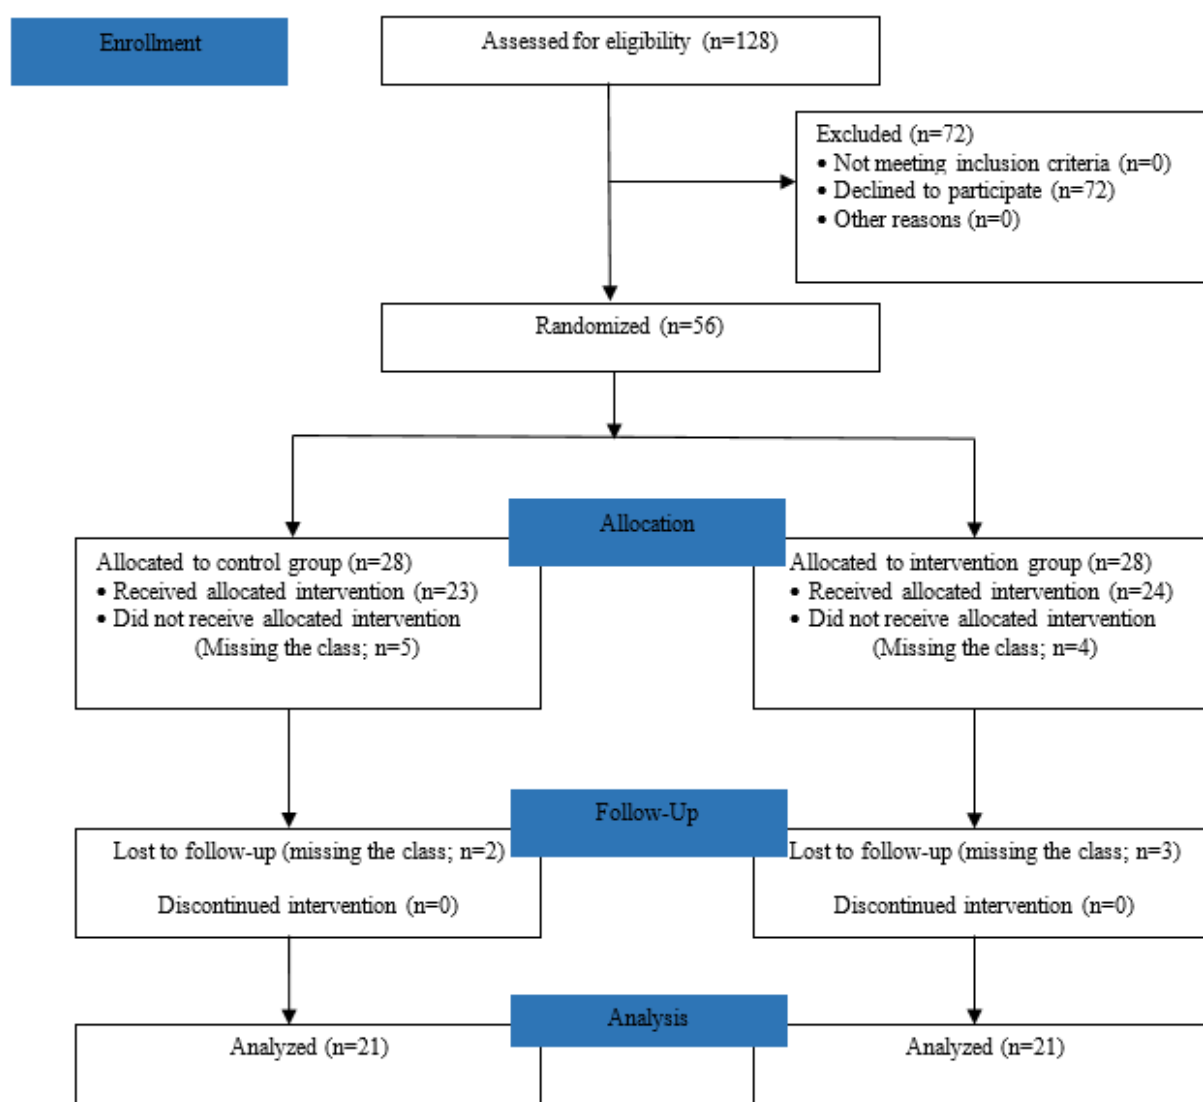 Enrollment
Assessed for eligibility (n=128)
Excluded (n=72)
• Not meeting inclusion criteria (n=0)
• Declined to participate (n=72)
• Other reasons (n=0)
Randomized (n=56)
Allocation
Allocated to control group (n=28)
• Received allocated intervention (n=23)
• Did not receive allocated intervention
(Missing the class; n=5)
Allocated to intervention group (n=28)
• Received allocated intervention (n=24)
• Did not receive allocated intervention
(Missing the class; n=4)
Follow-Up
Lost to follow-up (missing the class; n=2)
Discontinued intervention (n=0)
Lost to follow-up (missing the class; n=3)
Discontinued intervention (n=0)
Analysis
Analyzed (n=21)
Analyzed (n=21)